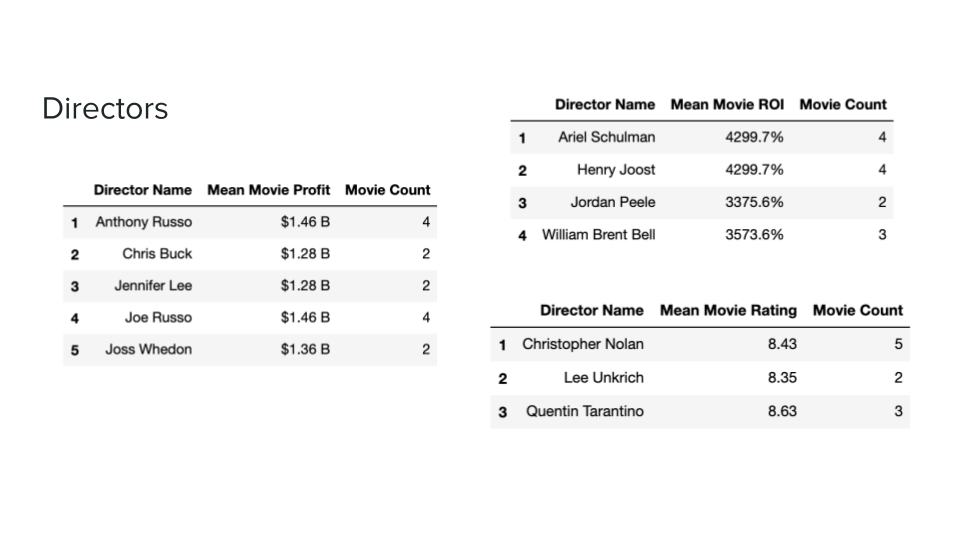 Directors
Director Name Mean Movie Profit Movie Count
1 Anthony Russo $1.46 B 4
2 Chris Buck $1.28 B 2
3 Jennifer Lee $1.28 B 2
4 Joe Russo $1.46 B 4
5 Joss Whedon $1.36 B 2
Director Name Mean Movie ROI Movie Count
1 Ariel Schulman 4299.7% 4
2 Henry Joost 4299.7% 4
3 Jordan Peele 3375.6% 2
4 William Brent Bell 3573.6% 3
Director Name Mean Movie Rating Movie Count
1 Christopher Nolan 8.43 5
2 Lee Unkrich 8.35 2
3 Quentin Tarantino 8.63 3